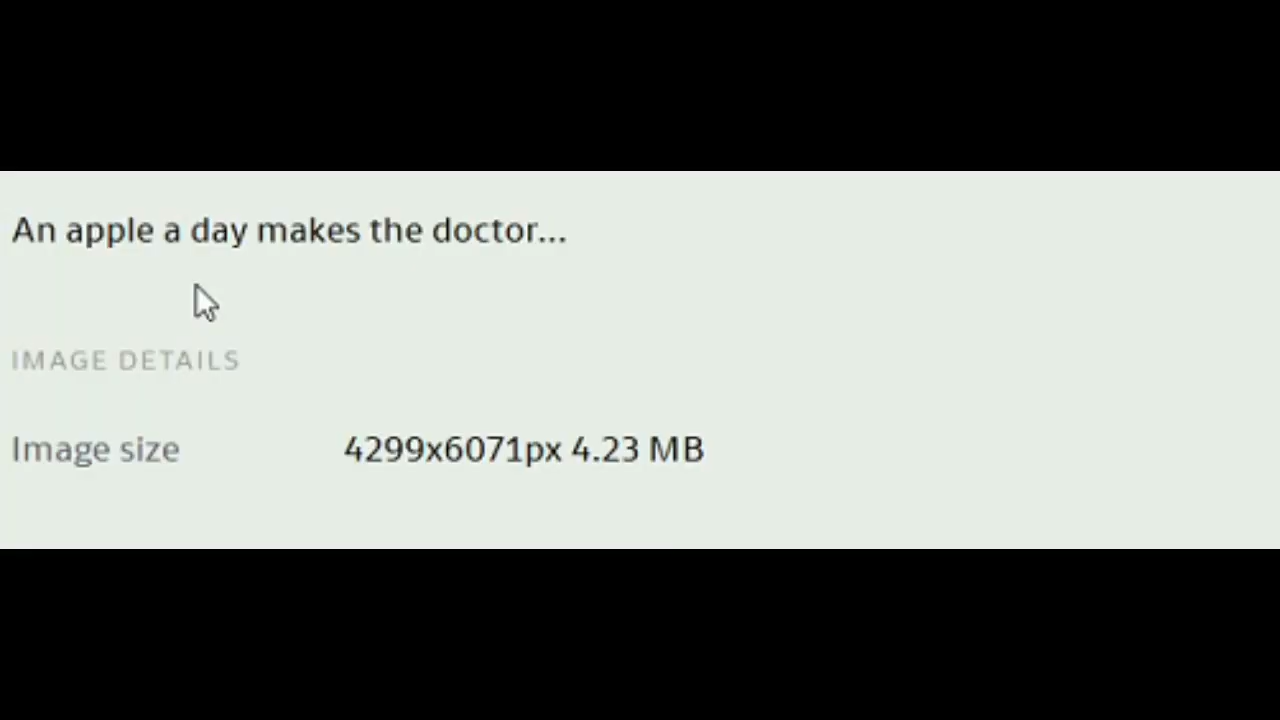 An apple a day makes the doctor...
IMAGE DETAILS
Image size 4299x6071px 4.23 MB